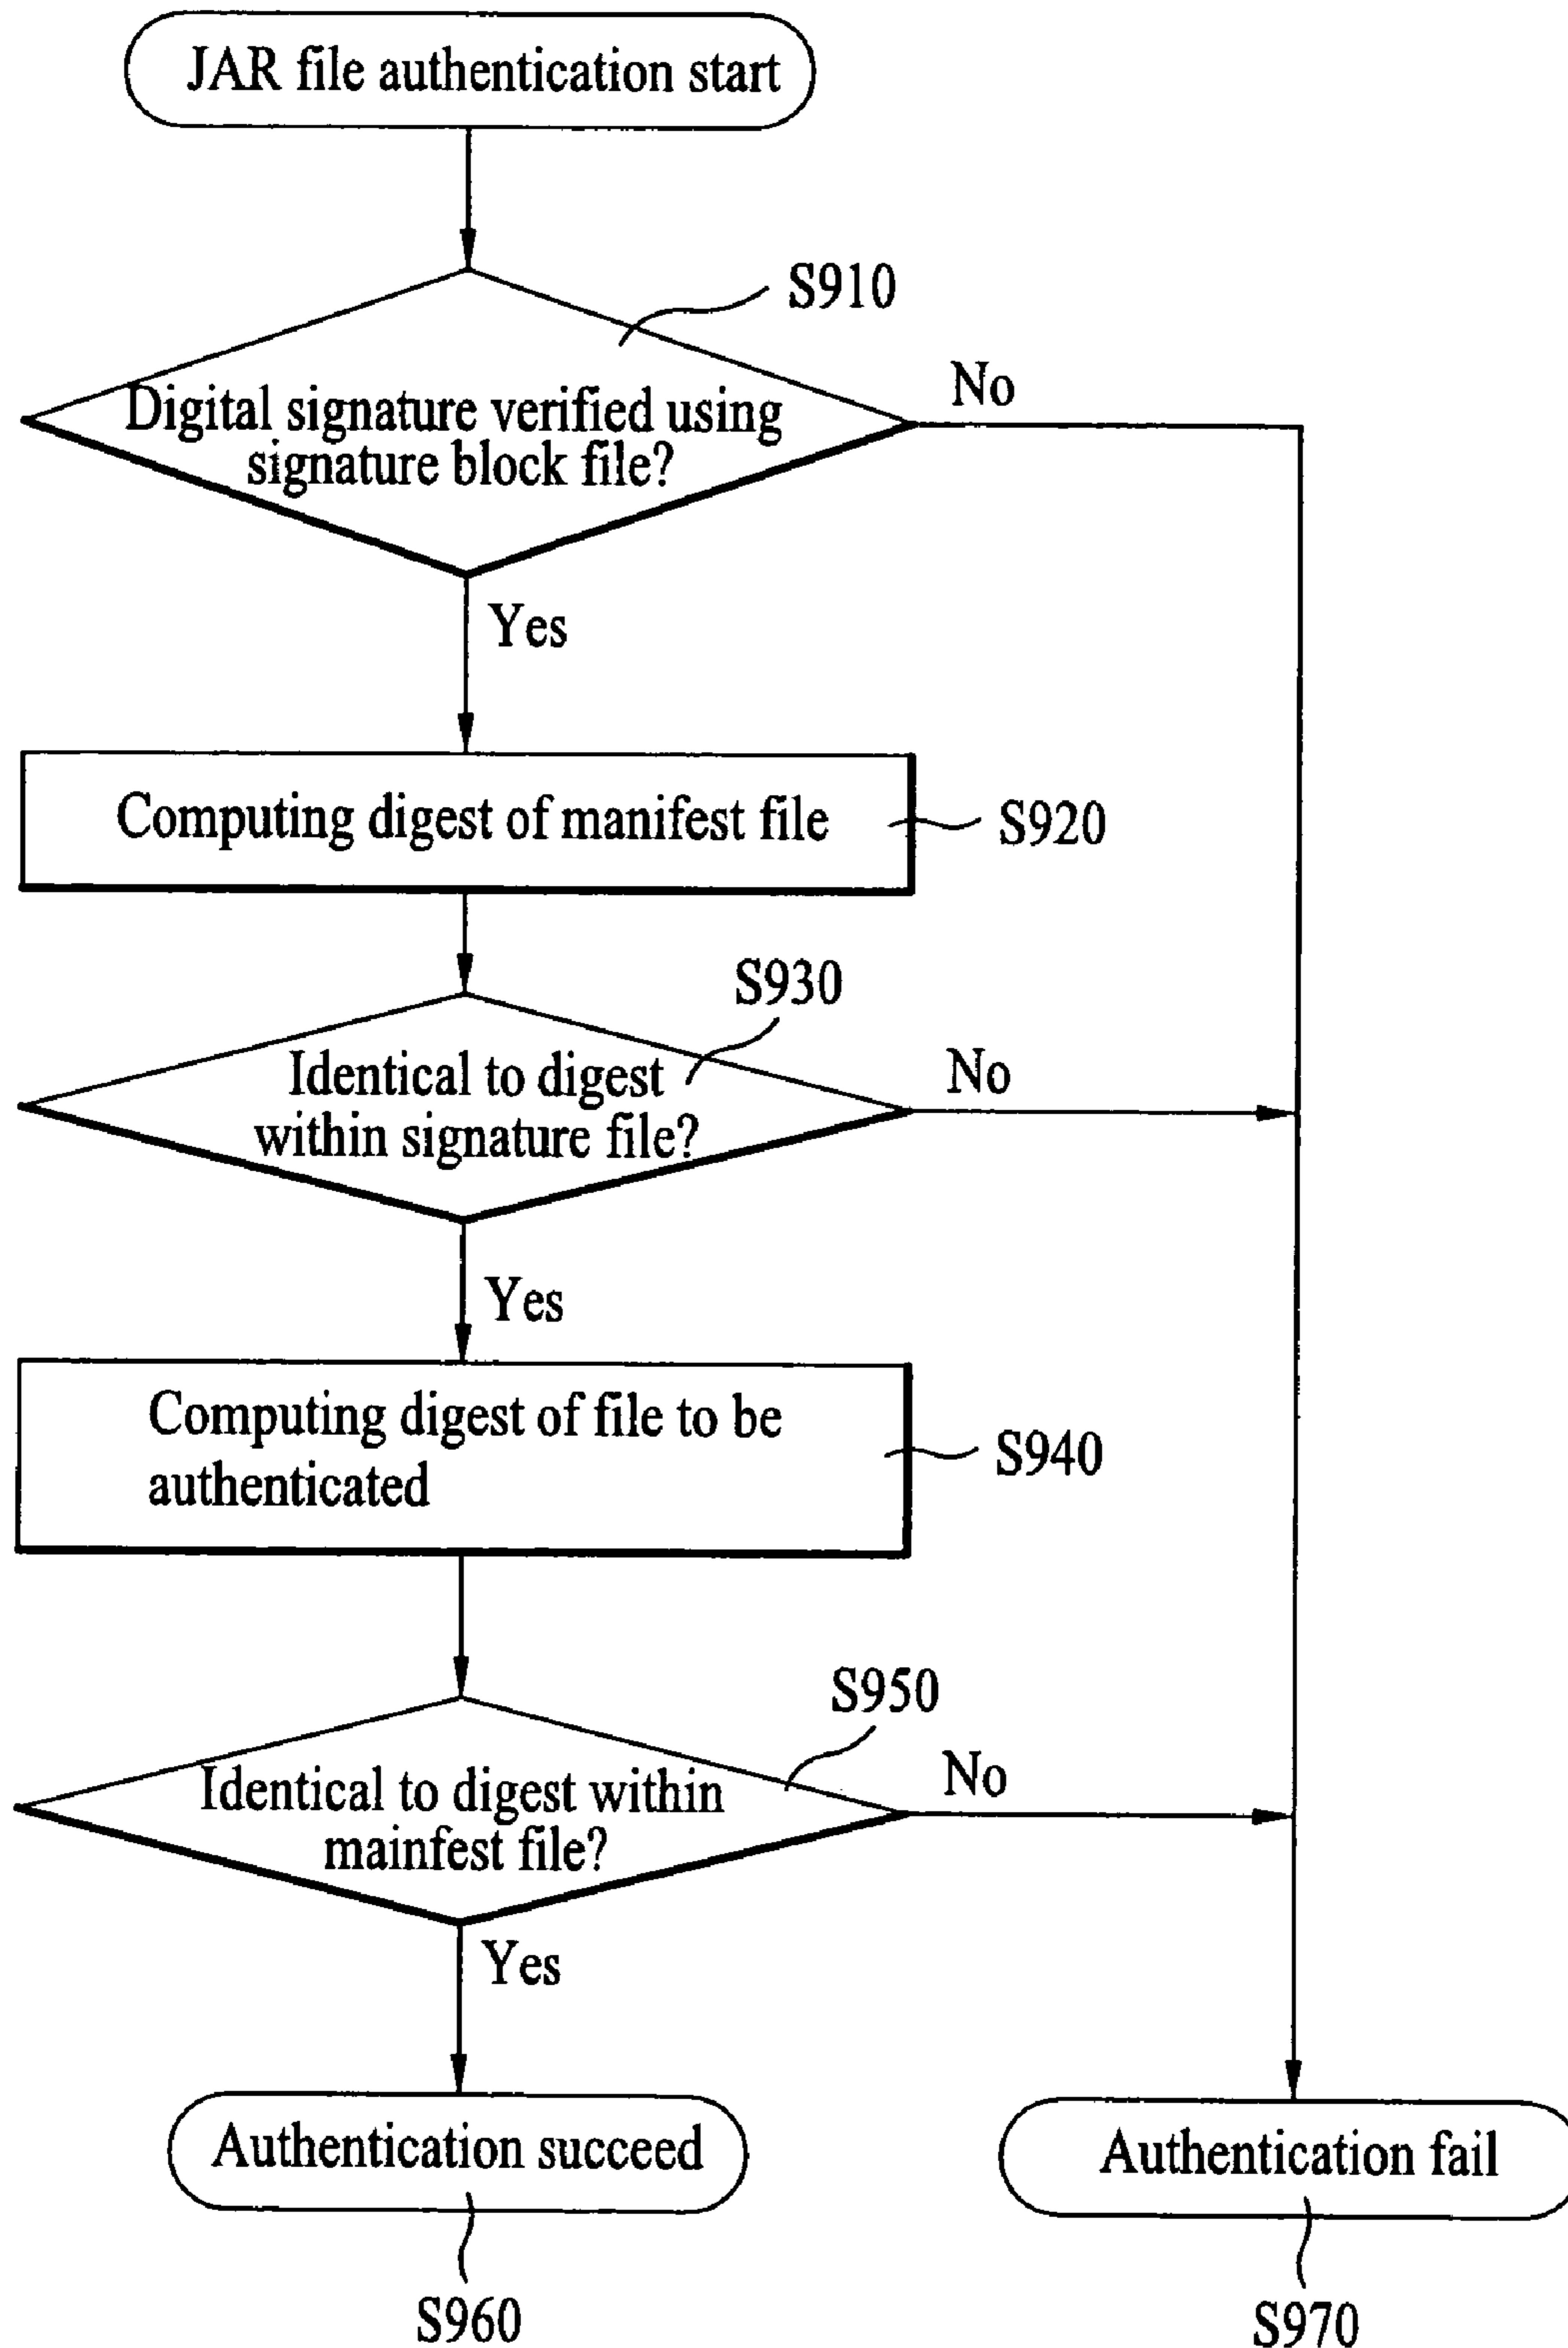 JAR file authentication start
S910
Digital signature verified using
signature block file?
No
Yes
Computing digest of manifest file
S920
S930
Identical to digest
within signature file?
No
Yes
Computing digest of file to be
authenticated
S940
S950
Identical to digest within
mainfest file?
No
Yes
Authentication succeed
Authentication fail
S960
S970